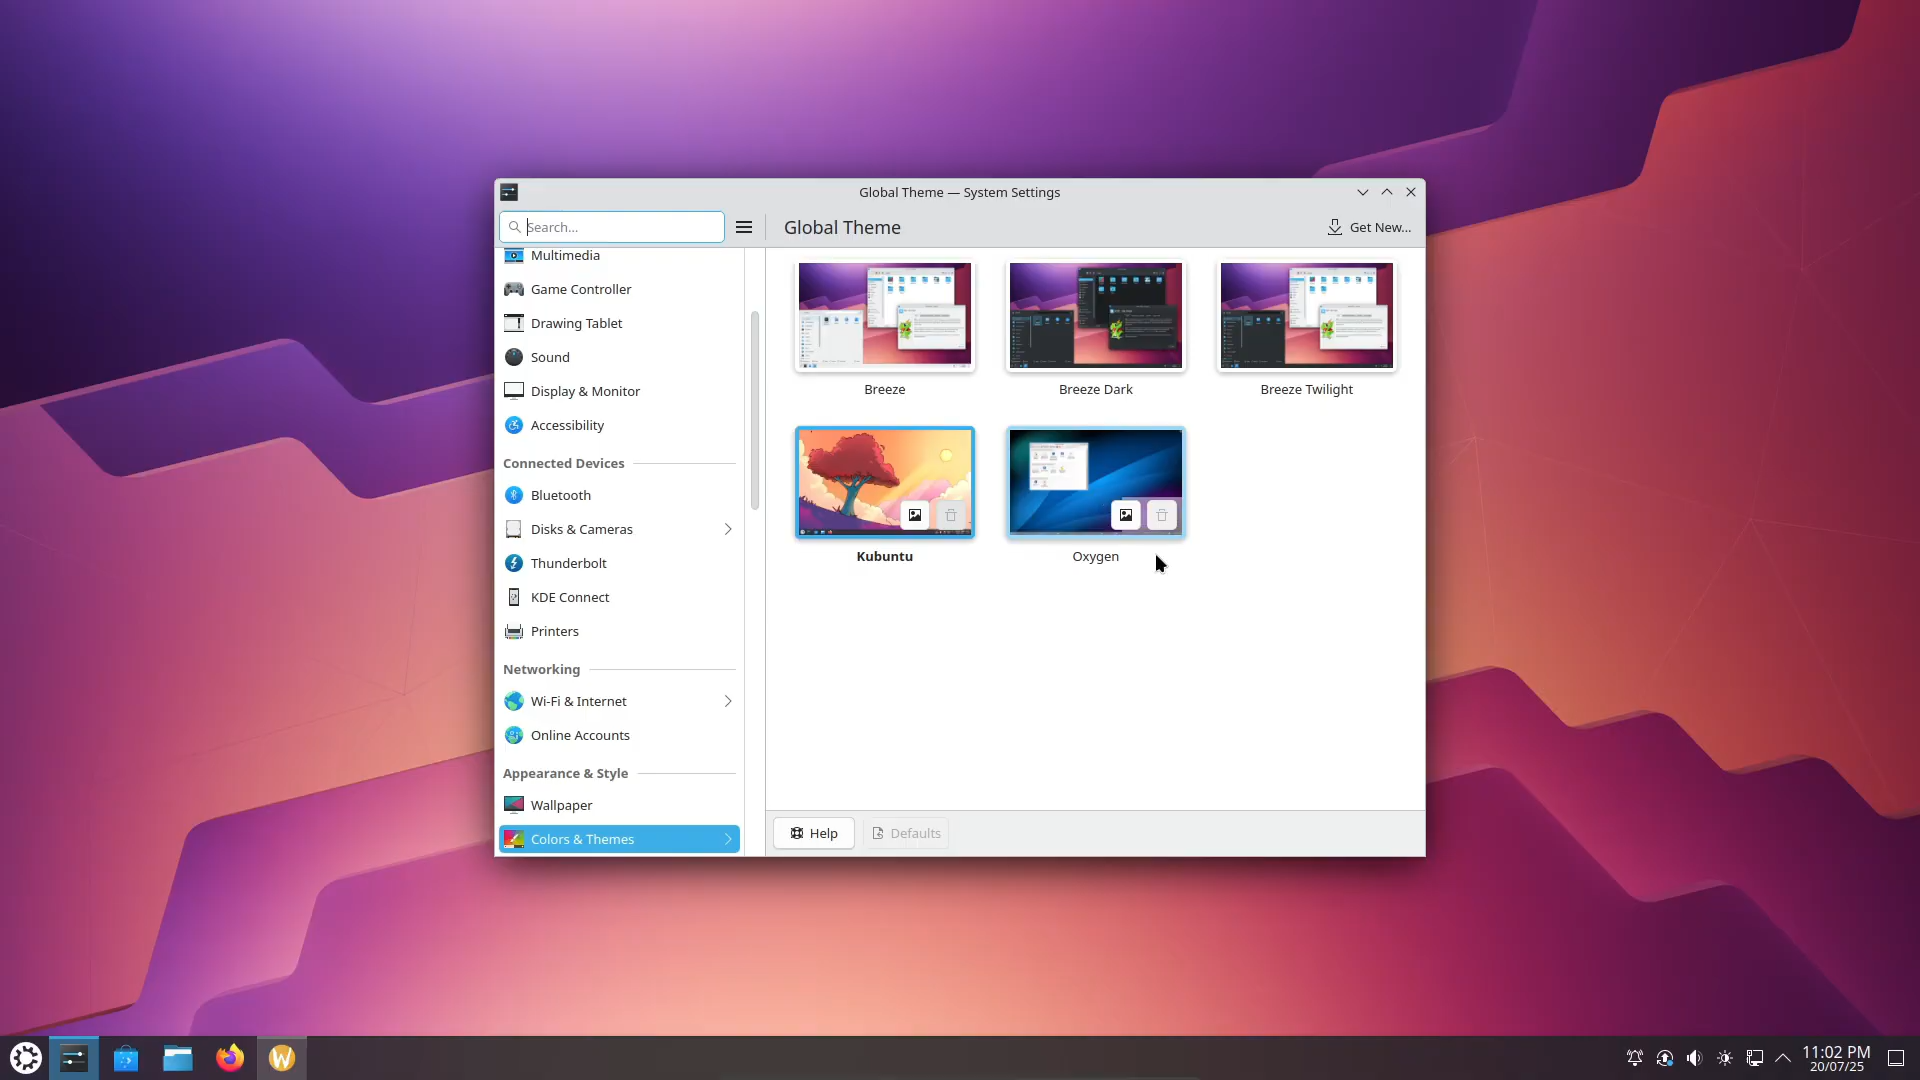 Global Theme — System Settings
Search...
Global Theme
Get New...
Multimedia
Game Controller
Drawing Tablet
Sound
Display & Monitor
Accessibility
Connected Devices
Bluetooth
Disks & Cameras
Thunderbolt
KDE Connect
Printers
Networking
Wi-Fi & Internet
Online Accounts
Appearance & Style
Wallpaper
Colors & Themes
Breeze
Breeze Dark
Breeze Twilight
Kubuntu
Oxygen
Help
Defaults
W
11:02 PM
20/07/25